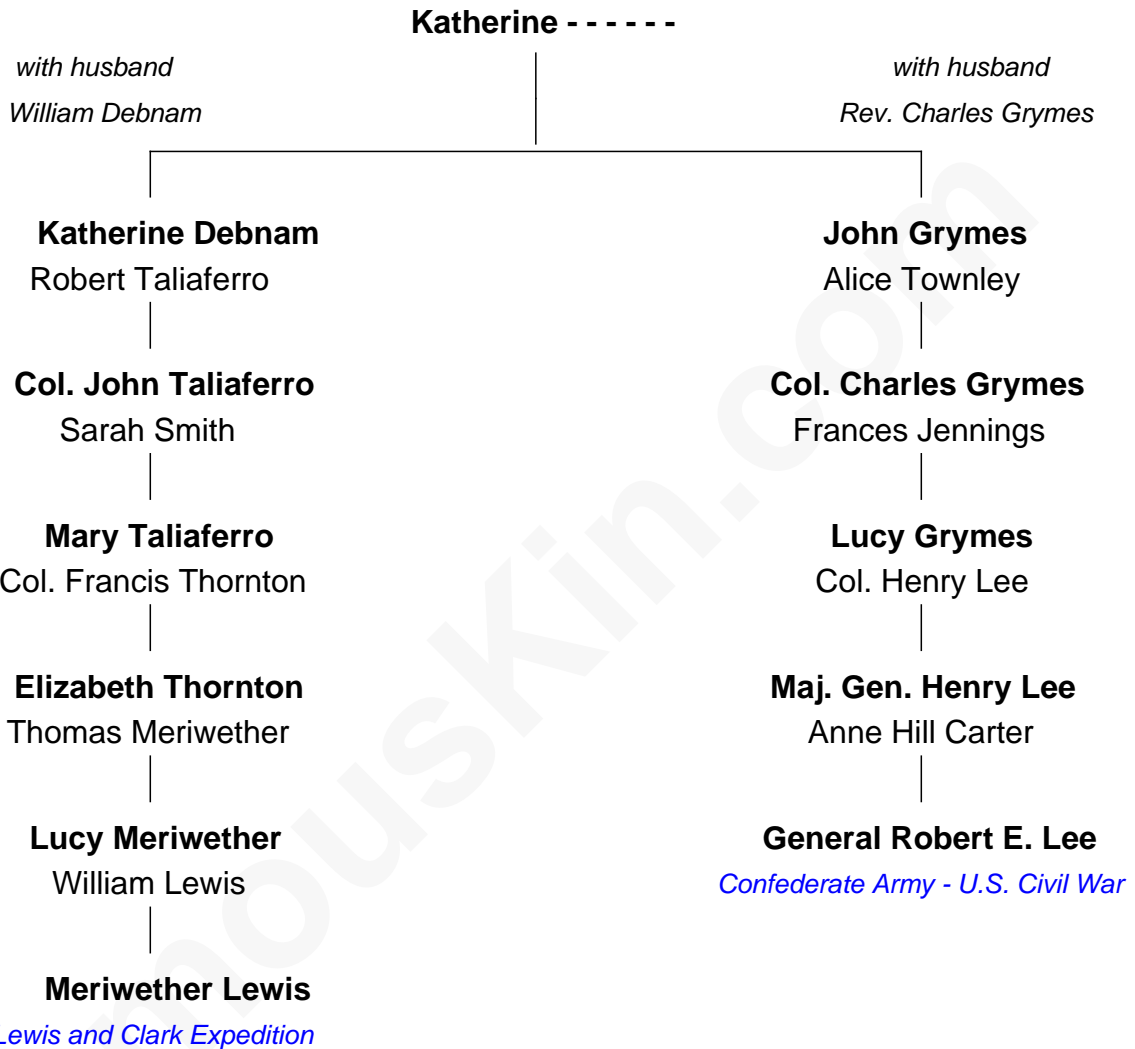 Katherine - - - - - -
with husband
William Debnam
with husband
Rev. Charles Grymes
Katherine Debnam
Robert Taliaferro
John Grymes
Alice Townley
Col. John Taliaferro
Sarah Smith
Col. Charles Grymes
Frances Jennings
Mary Taliaferro
Col. Francis Thornton
Lucy Grymes
Col. Henry Lee
Elizabeth Thornton
Thomas Meriwether
Maj. Gen. Henry Lee
Anne Hill Carter
Lucy Meriwether
William Lewis
General Robert E. Lee
Confederate Army - U.S. Civil War
Meriwether Lewis
Lewis and Clark Expedition
mousKin.com